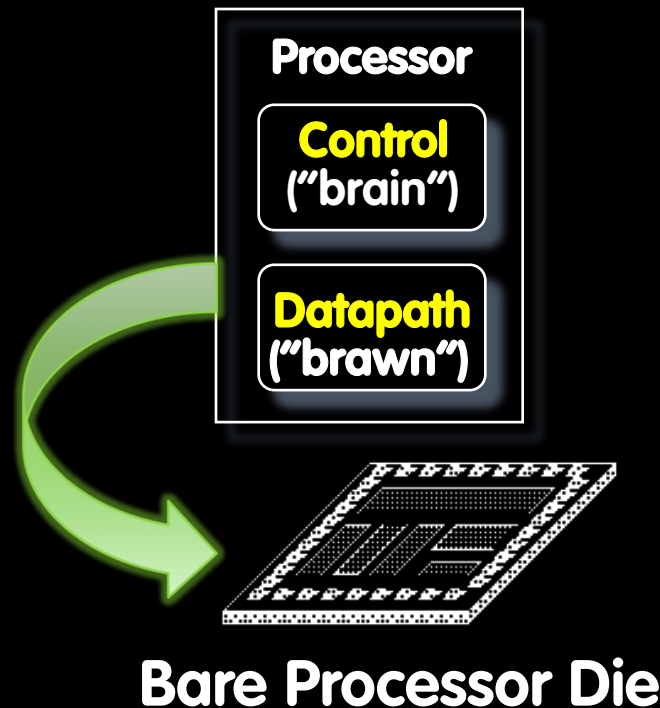 Processor
Control
("brain")
Datapath
("brawn")
Bare Processor Die